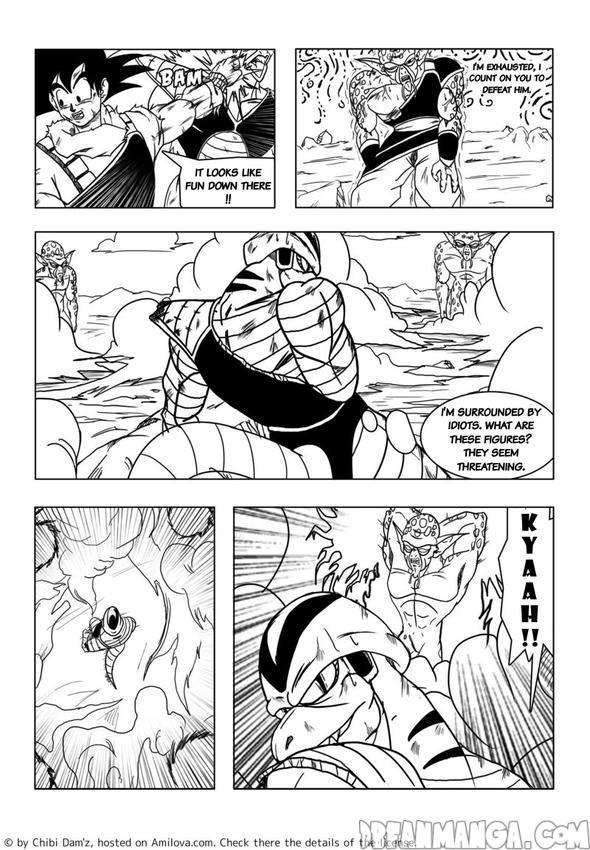 BAM
IT LOOKS LIKE
FUN DOWN THERE
!!
I'M EXHAUSTED, I
COUNT ON YOU TO
DEFEAT HIM.
I'M SURROUNDED BY
IDIOTS. WHAT ARE
THESE FIGURES?
THEY SEEM
THREATENING.
KYAAH!!
© by Chibi Dam'z, hosted on Amilova.com. Check there the details of the license.
DREAMMANGA.COM